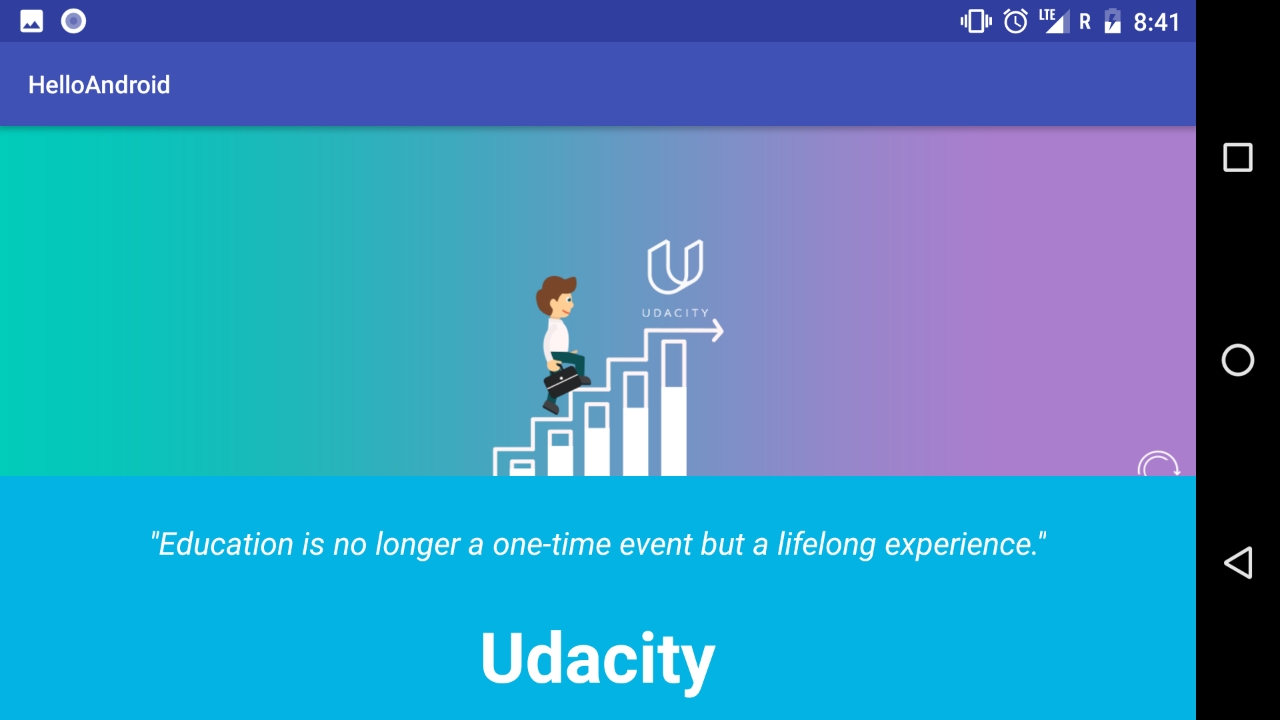 LTE R 8:41
HelloAndroid
UDACITY
"Education is no longer a one-time event but a lifelong experience."
Udacity